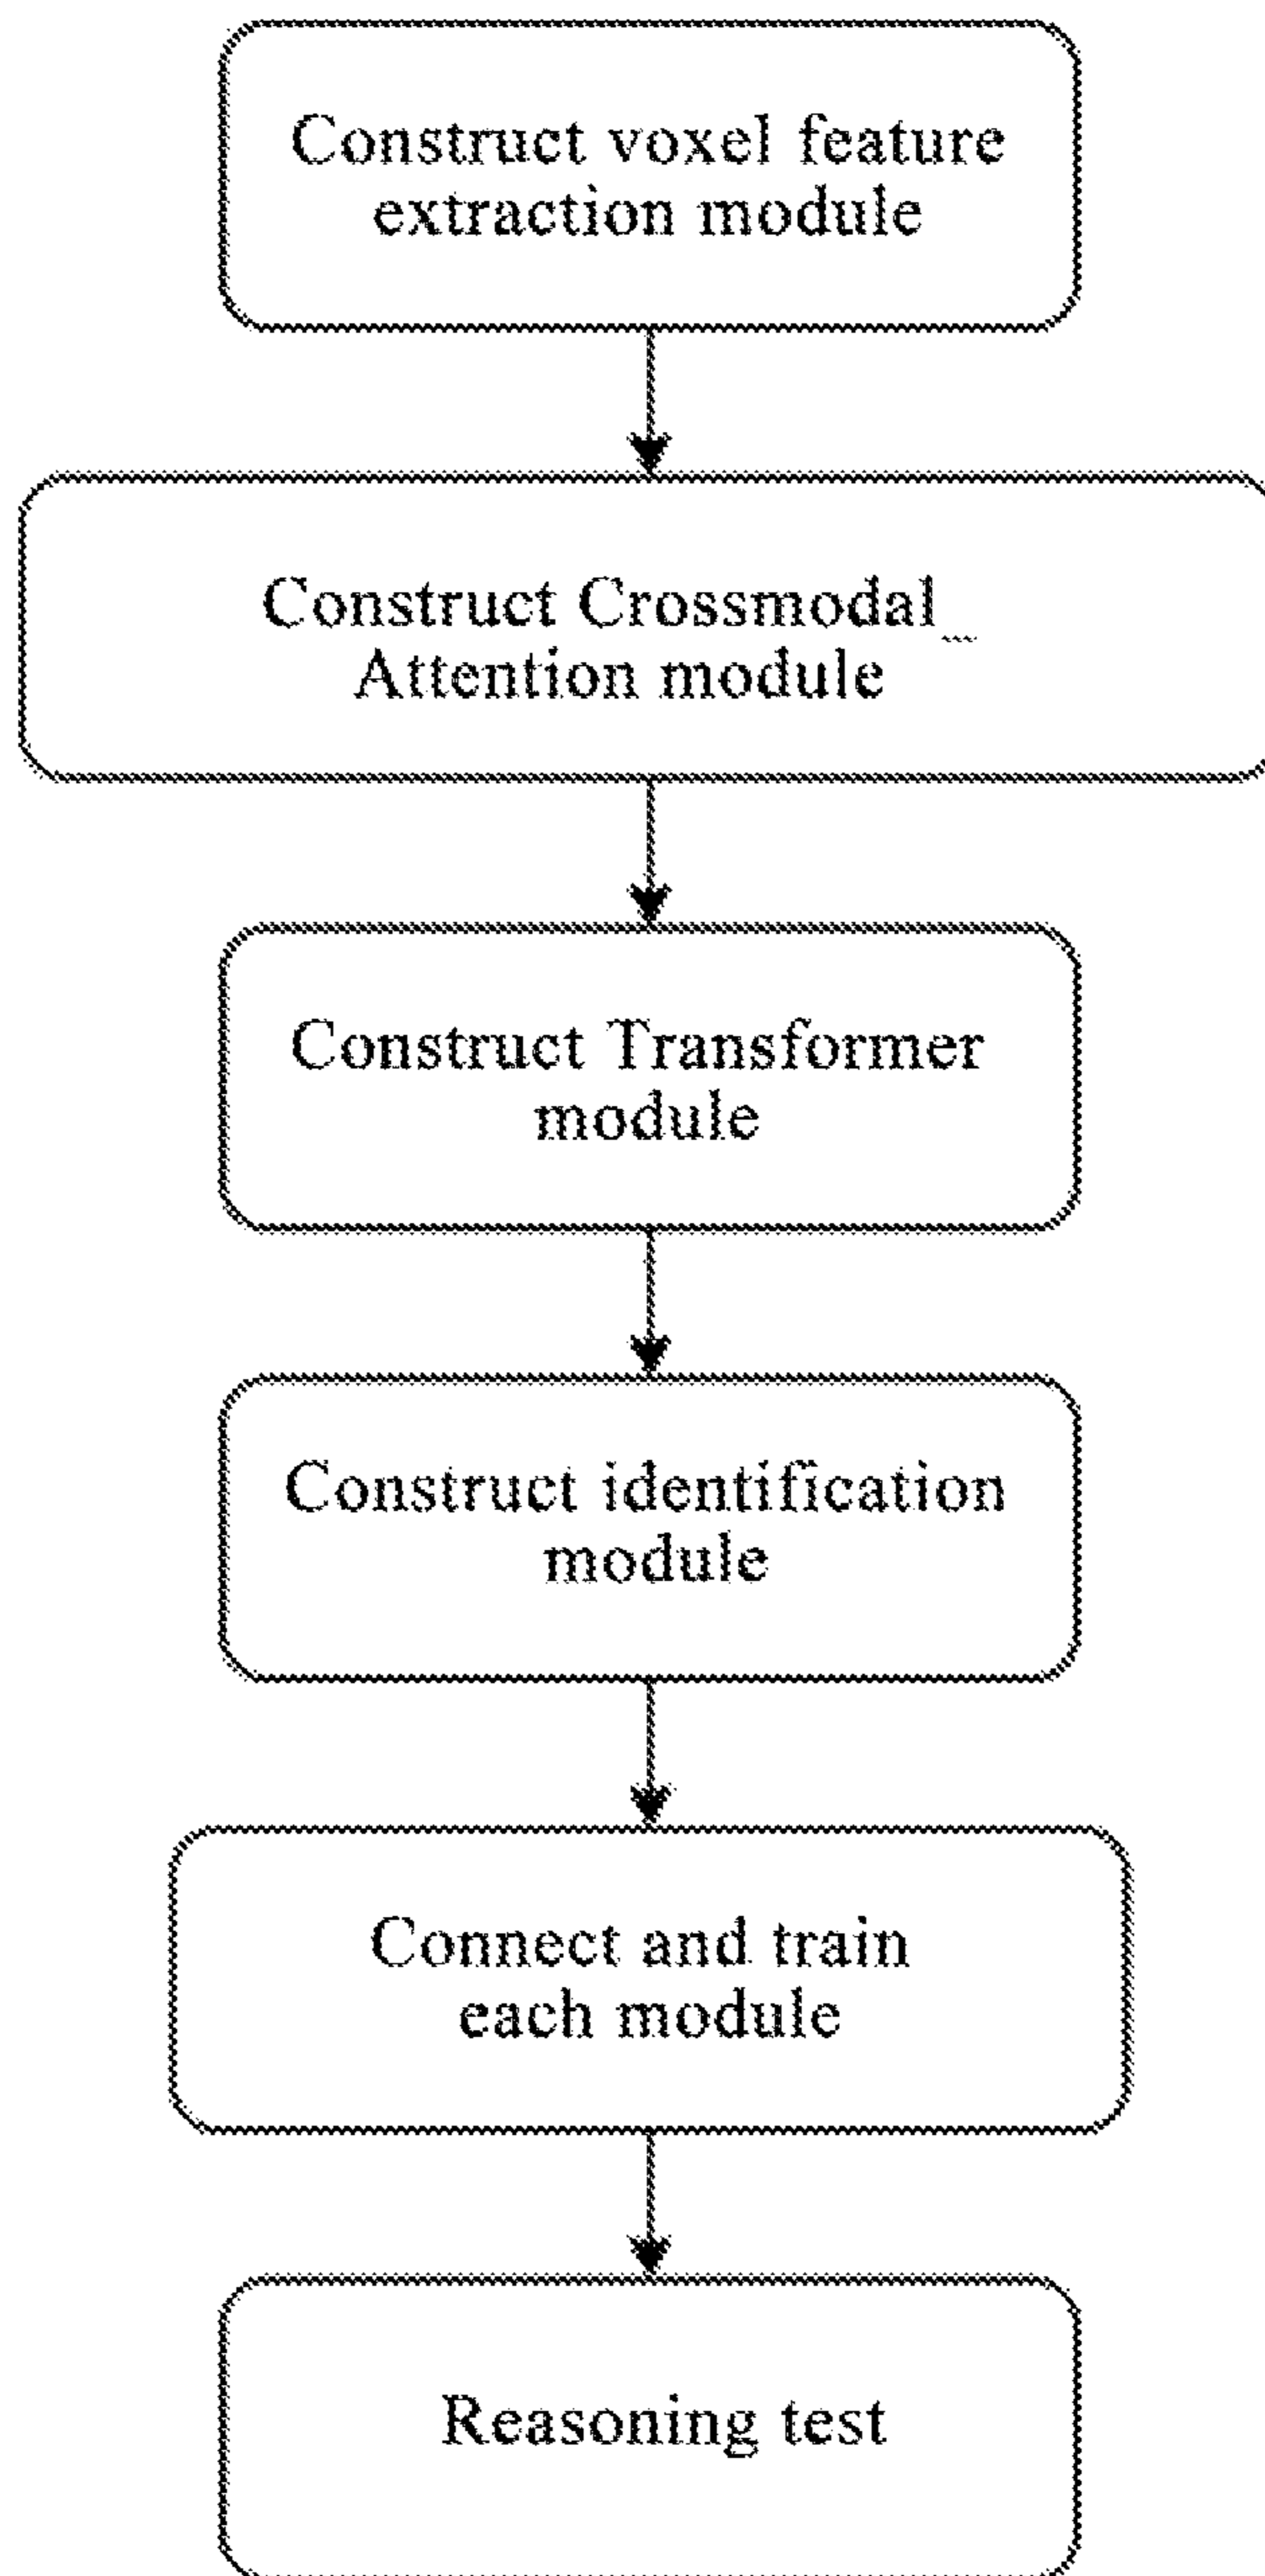 Construct voxel feature
extraction module
Construct Crossmodal_
Attention module
Construct Transformer
module
Construct identification
module
Connect and train
each module
Reasoning test